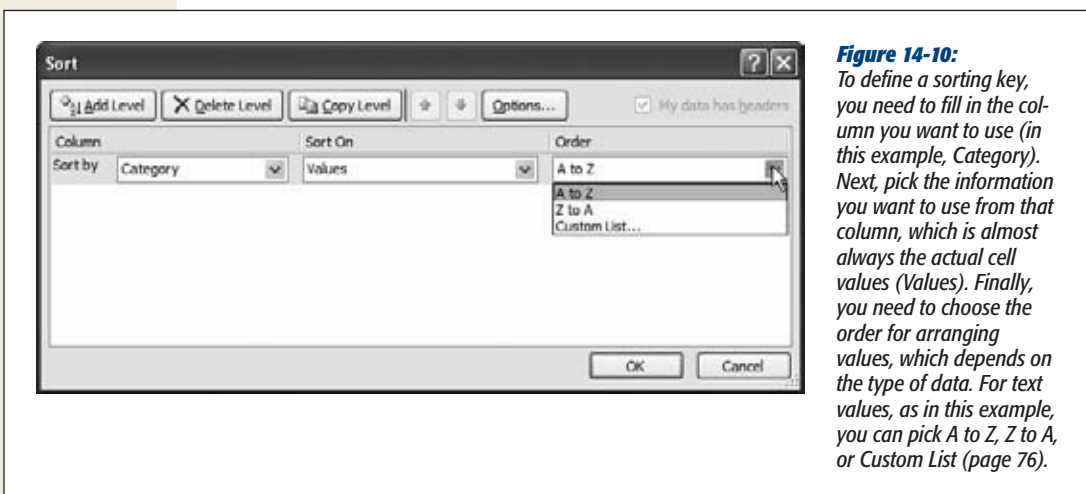 Sort
Add Level Delete Level Copy Level Options... My data has headers
Column Sort On Order
Sort by Category Values A to Z
A to Z
Z to A
Custom List...
OK Cancel
Figure 14-10:
To define a sorting key,
you need to fill in the col-
umn you want to use (in
this example, Category).
Next, pick the information
you want to use from that
column, which is almost
always the actual cell
values (Values). Finally,
you need to choose the
order for arranging
values, which depends on
the type of data. For text
values, as in this example,
you can pick A to Z, Z to A,
or Custom List (page 76).